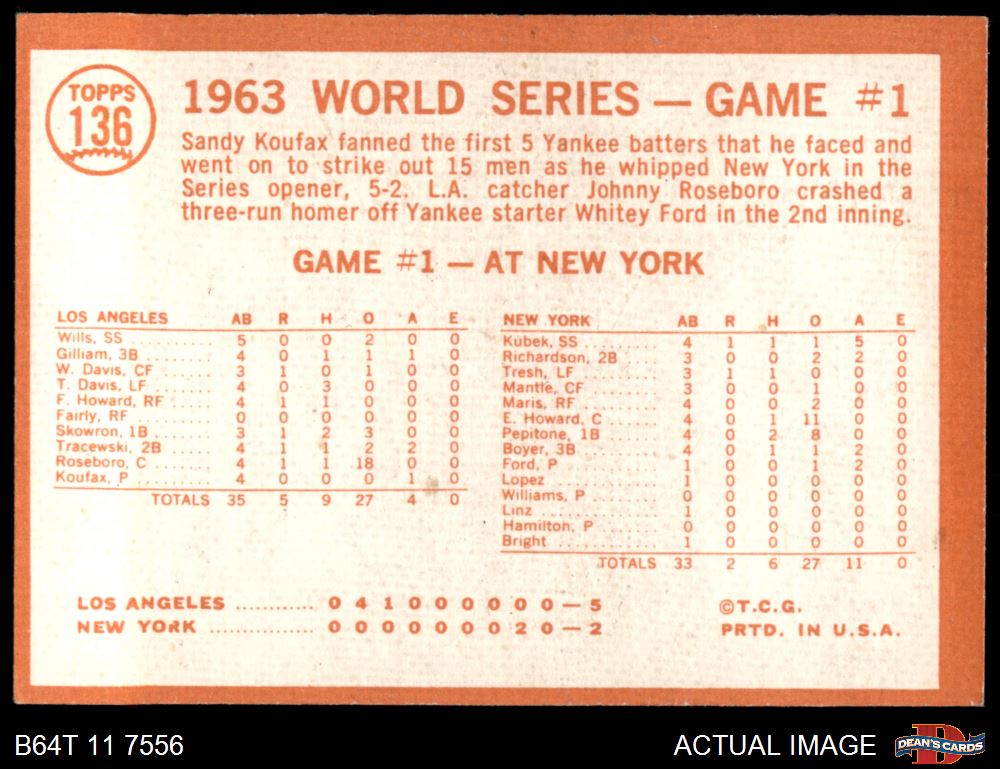 TOPPS
136
1963 WORLD SERIES — GAME #1
Sandy Koufax fanned the first 5 Yankee batters that he faced and
went on to strike out 15 men as he whipped New York in the
Series opener, 5-2. L.A. catcher Johnny Roseboro crashed a
three-run homer off Yankee starter Whitey Ford in the 2nd inning.
GAME #1 — AT NEW YORK
LOS ANGELES AB R H O A E
Wills, SS 5 0 0 2 0 0
Gilliam, 3B 4 0 1 1 1 0
W. Davis, CF 3 1 0 1 0 0
T. Davis, LF 4 0 3 0 0 0
F. Howard, RF 4 1 1 0 0 0
Fairly, RF 0 0 0 0 0 0
Skowron, 1B 3 1 2 3 0 0
Tracewski, 2B 4 1 1 2 2 0
Roseboro, C 4 1 1 18 0 0
Koufax, P 4 0 0 0 1 0
TOTALS 35 5 9 27 4 0
NEW YORK AB R H O A E
Kubek, SS 4 1 1 1 5 0
Richardson, 2B 3 0 0 2 2 0
Tresh, LF 3 1 1 0 0 0
Mantle, CF 3 0 0 1 0 0
Maris, RF 4 0 0 2 0 0
E. Howard, C 4 0 1 11 0 0
Pepitone, 1B 4 0 2 8 0 0
Boyer, 3B 4 0 1 1 2 0
Ford, P 1 0 0 1 2 0
Lopez 1 0 0 0 0 0
Williams, P 0 0 0 0 0 0
Linz 1 0 0 0 0 0
Hamilton, P 0 0 0 0 0 0
Bright 1 0 0 0 0 0
TOTALS 33 2 6 27 11 0
LOS ANGELES ............ 0 4 1 0 0 0 0 0 0 — 5
NEW YORK ................ 0 0 0 0 0 0 0 2 0 — 2
©T.C.G.
PRTD. IN U.S.A.
B64T 11 7556
ACTUAL IMAGE
DEAN'S CARDS